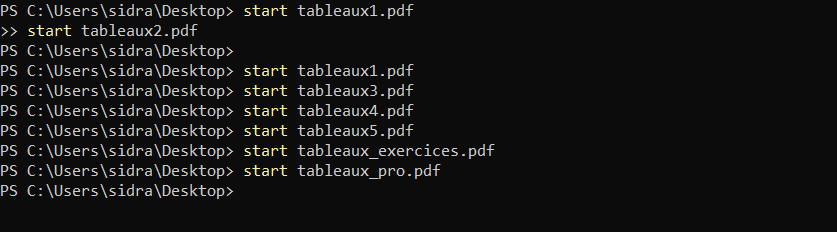 PS C:\Users\sidra\Desktop> start tableaux1.pdf
>> start tableaux2.pdf
PS C:\Users\sidra\Desktop>
PS C:\Users\sidra\Desktop> start tableaux1.pdf
PS C:\Users\sidra\Desktop> start tableaux3.pdf
PS C:\Users\sidra\Desktop> start tableaux4.pdf
PS C:\Users\sidra\Desktop> start tableaux5.pdf
PS C:\Users\sidra\Desktop> start tableaux_exercices.pdf
PS C:\Users\sidra\Desktop> start tableaux_pro.pdf
PS C:\Users\sidra\Desktop>